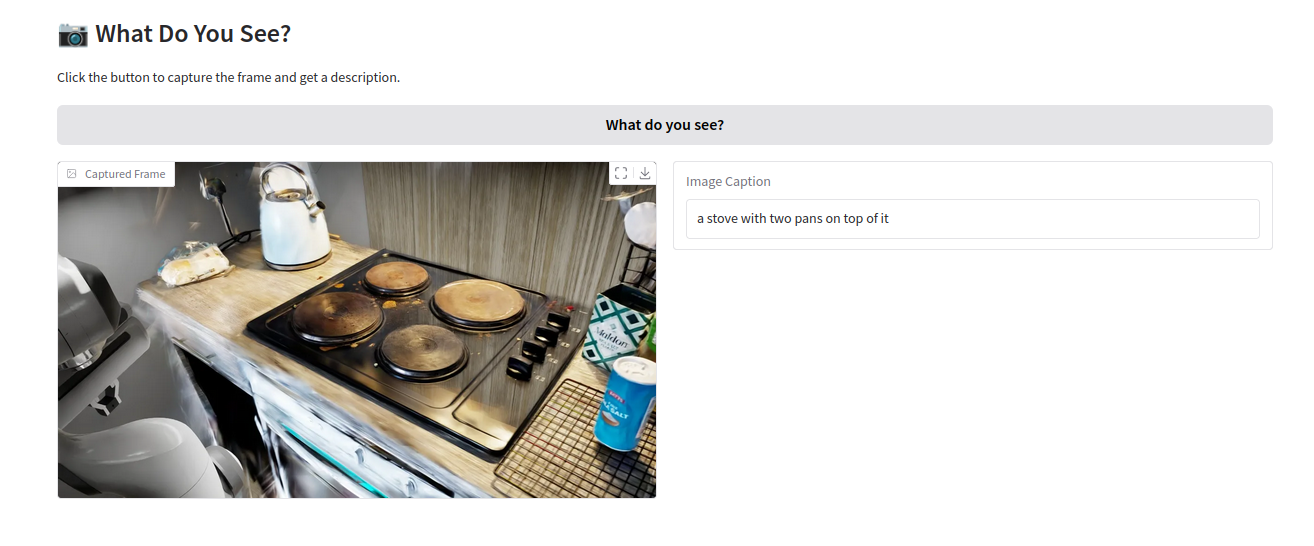 📷 What Do You See?
Click the button to capture the frame and get a description.
What do you see?
Captured Frame
Image Caption
a stove with two pans on top of it
Maldon
SALT